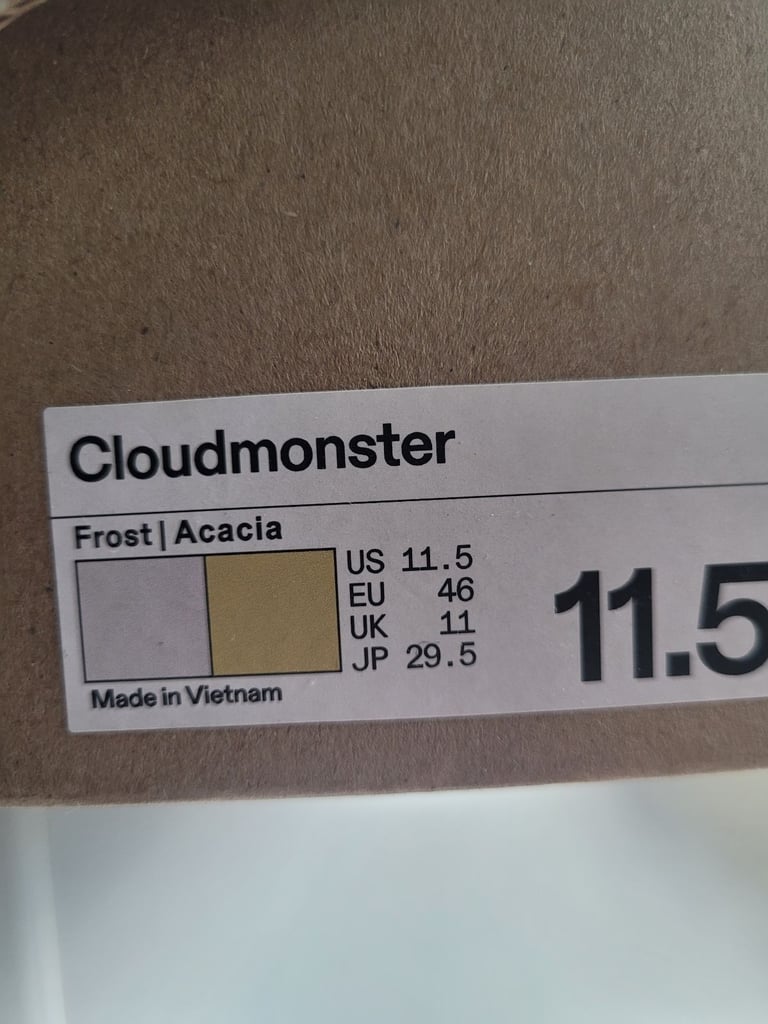 Cloudmonster
Frost | Acacia
US 11.5
EU 46
UK 11
JP 29.5
11.5
Made in Vietnam